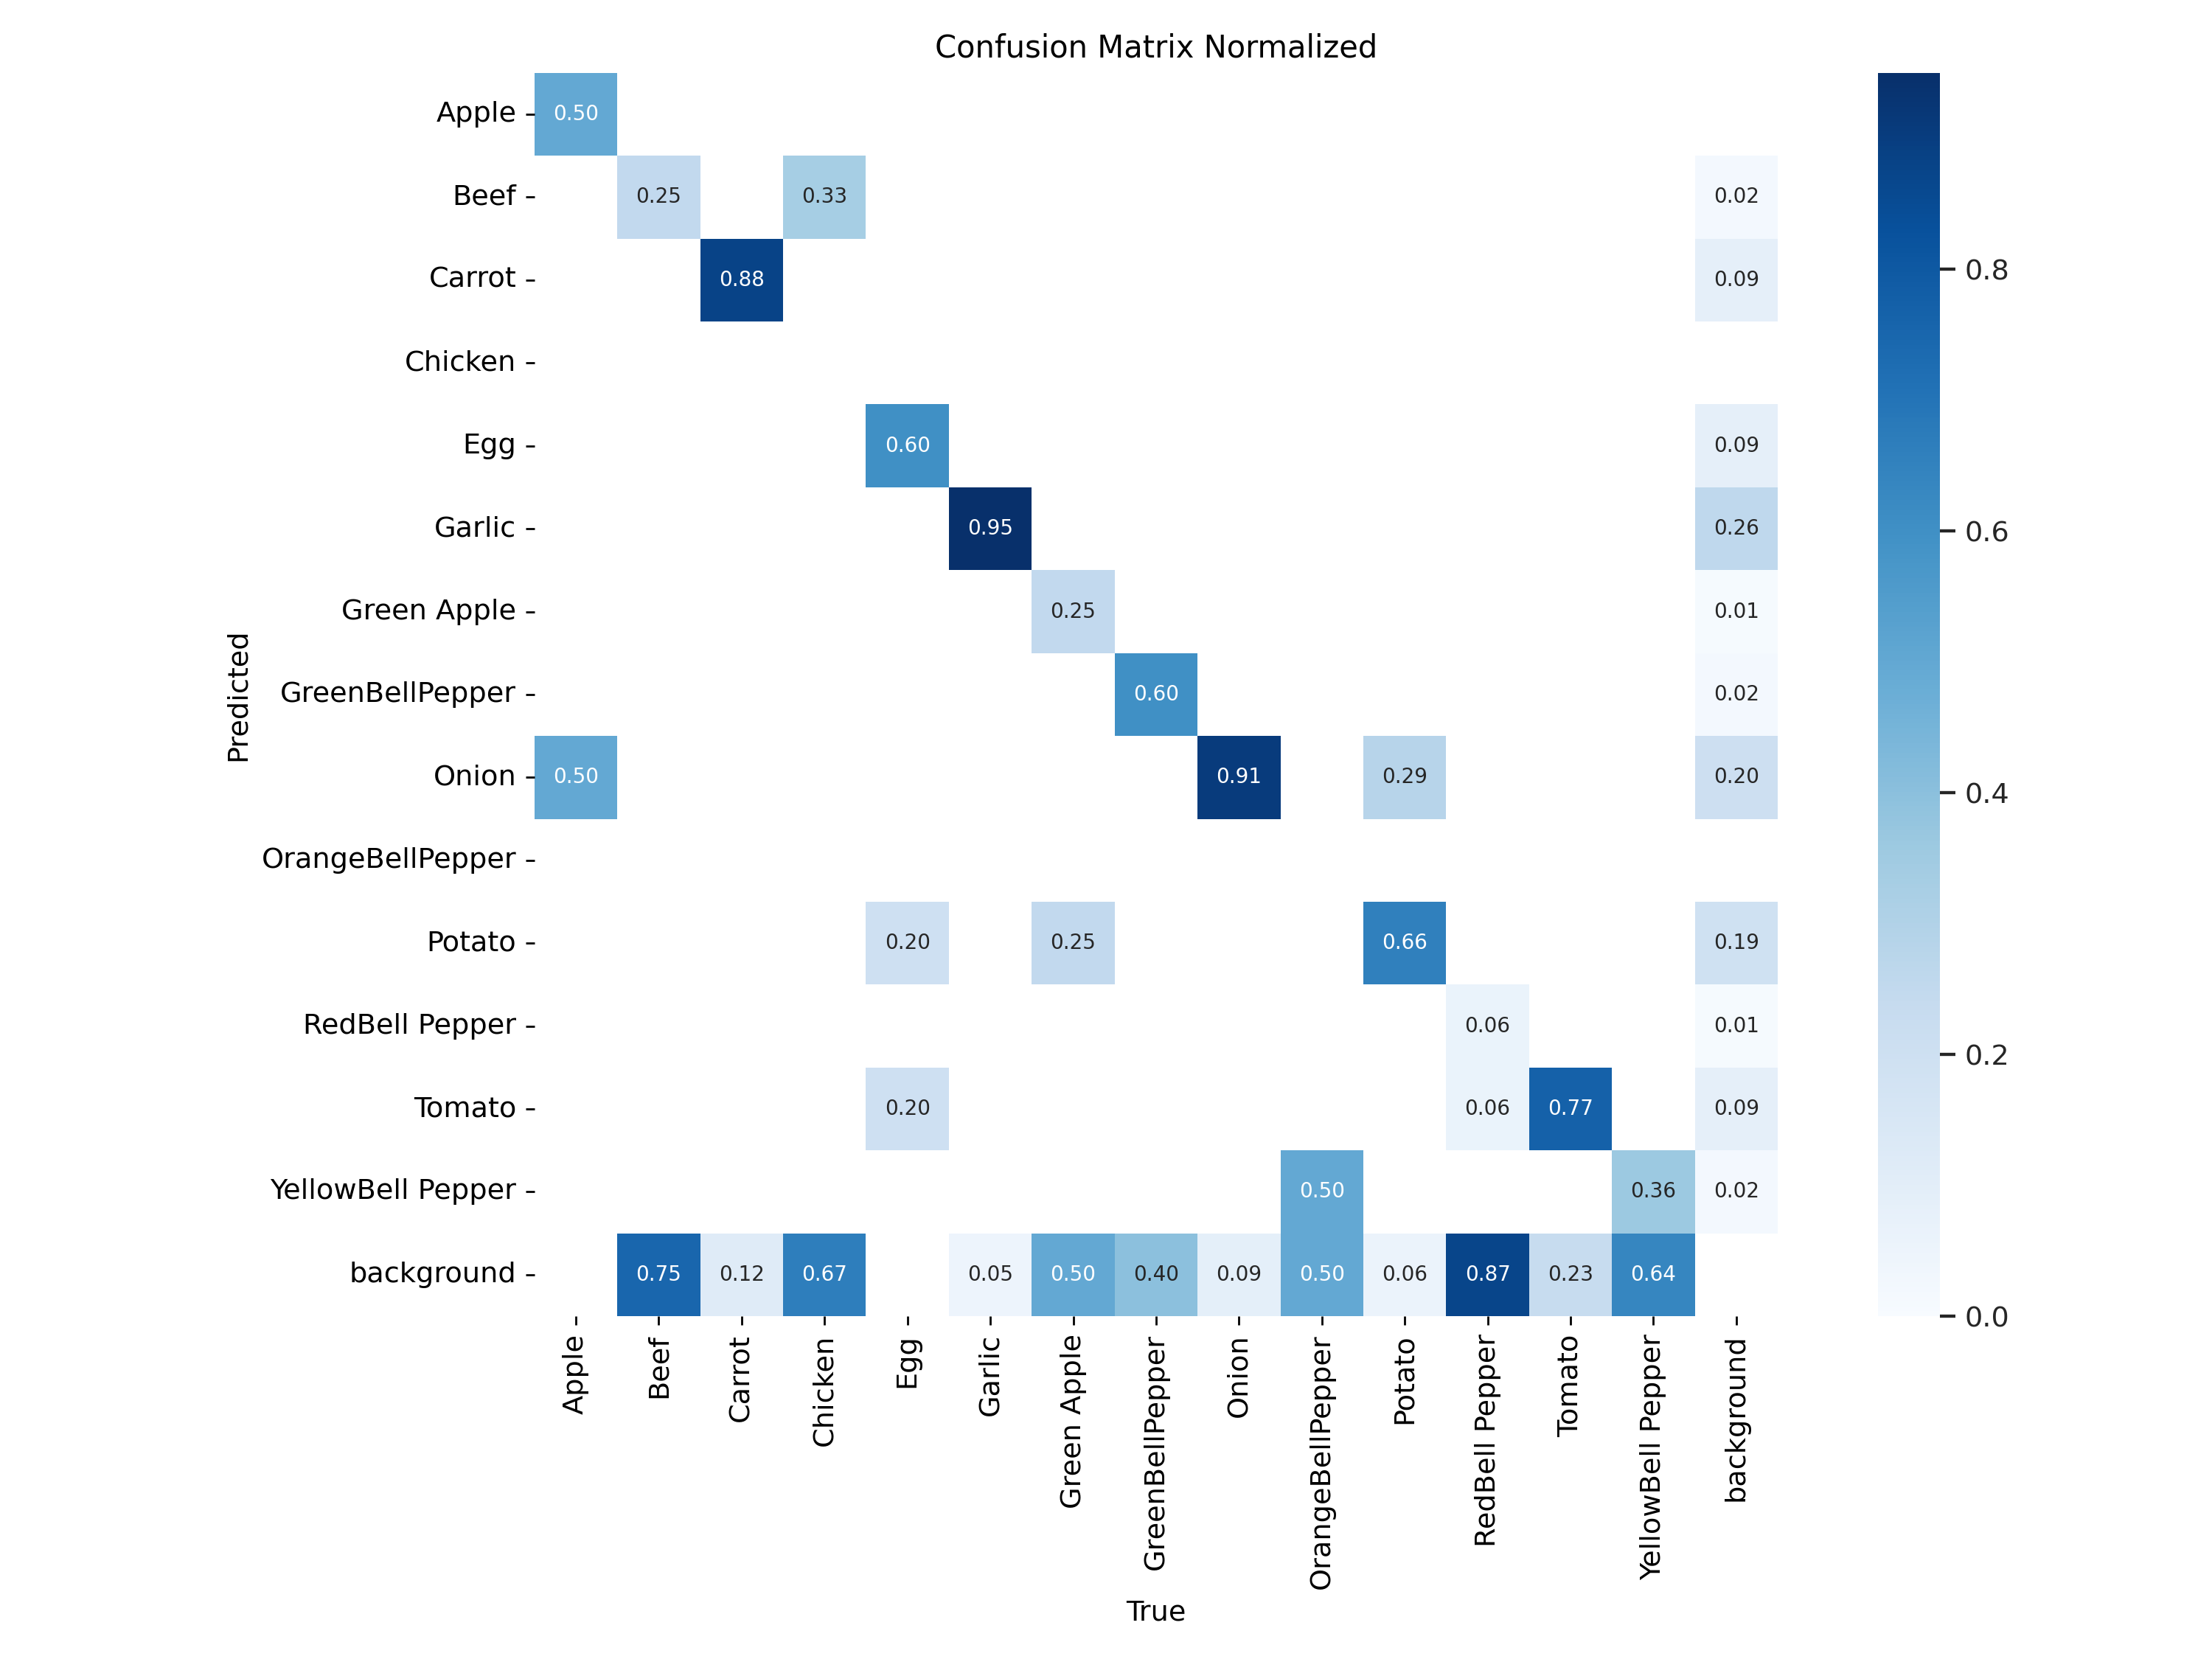 Confusion Matrix Normalized
Apple
0.50
Beef
0.25 0.33 0.02
Carrot
0.88 0.09
0.8
Chicken
Egg
0.60 0.09
Garlic
0.95 0.26
0.6
Green Apple
0.25 0.01
Predicted
GreenBellPepper
0.60 0.02
Onion
0.50 0.91 0.29 0.20
0.4
OrangeBellPepper
Potato
0.20 0.25 0.66 0.19
RedBell Pepper
0.06 0.01
0.2
Tomato
0.20 0.06 0.77 0.09
YellowBell Pepper
0.50 0.36 0.02
background
0.75 0.12 0.67 0.05 0.50 0.40 0.09 0.50 0.06 0.87 0.23 0.64
0.0
Apple
Beef
Carrot
Chicken
Egg
Garlic
Green Apple
GreenBellPepper
Onion
OrangeBellPepper
Potato
RedBell Pepper
Tomato
YellowBell Pepper
background
True